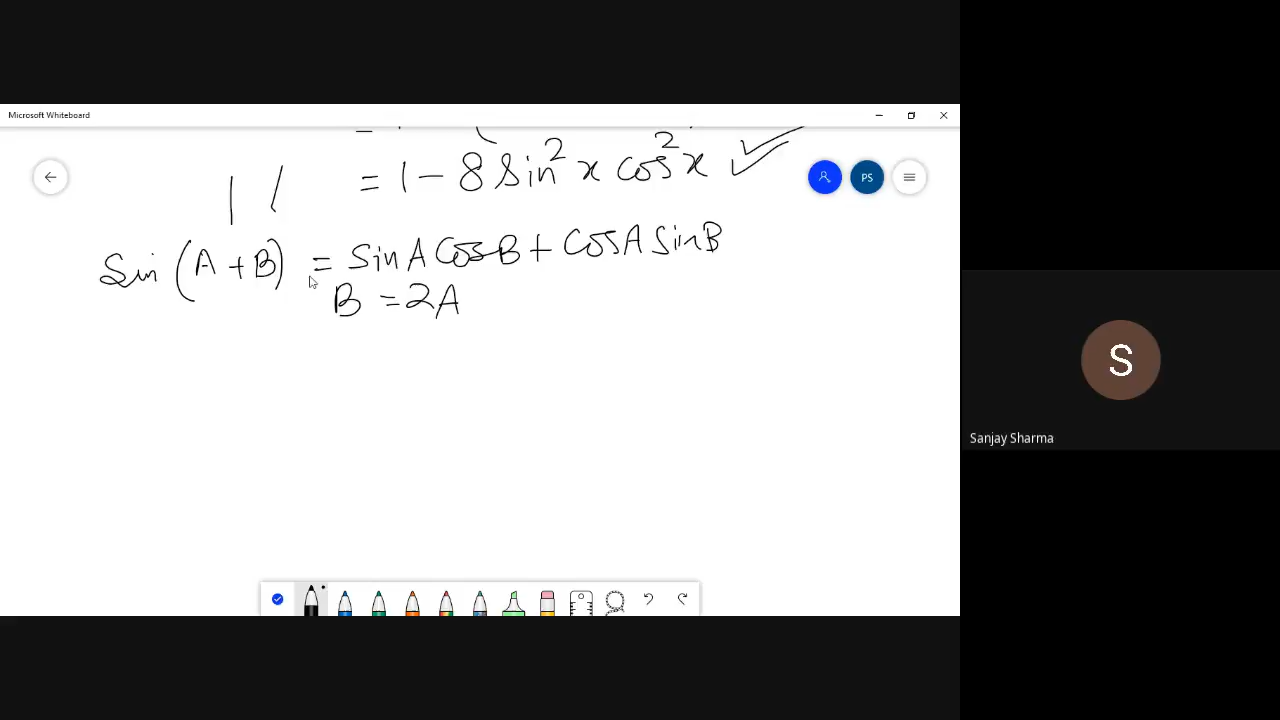 Microsoft Whiteboard
= 1 - 8 Sin² x cos² x
PS
Sin (A + B) = Sin A Cos B + Cos A Sin B
B = 2A
S
Sanjay Sharma